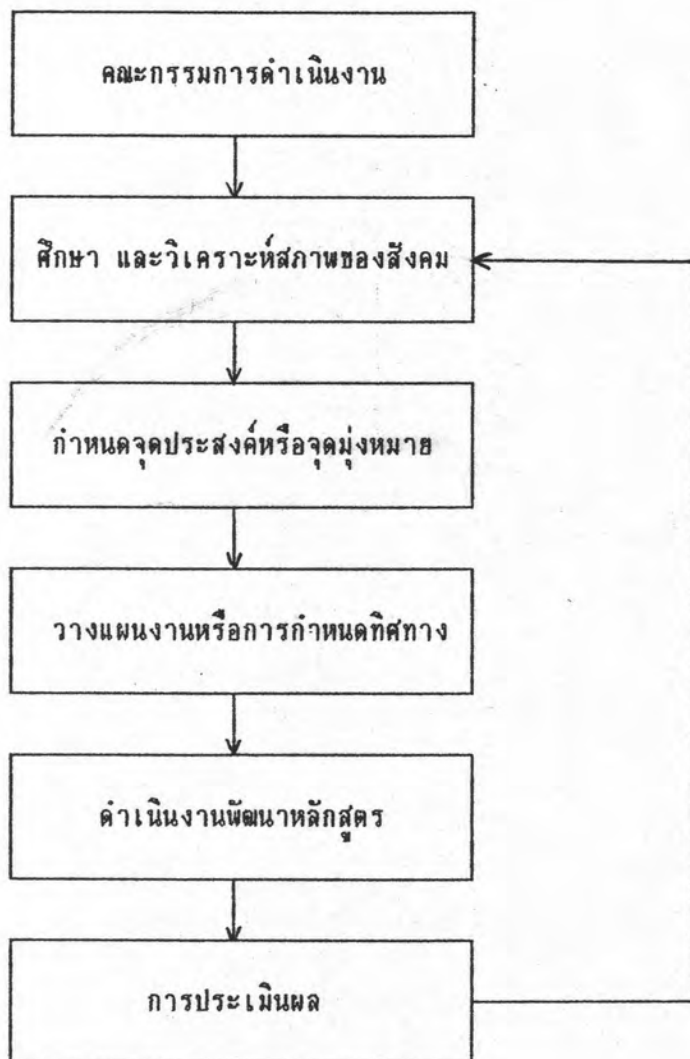 คณะกรรมการดำเนินงาน
ศึกษา และวิเคราะห์สภาพของสังคม
กำหนดจุดประสงค์หรือจุดมุ่งหมาย
วางแผนงานหรือการกำหนดทิศทาง
ดำเนินงานพัฒนาหลักสูตร
การประเมินผล